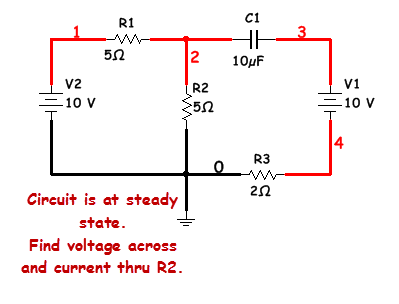 1
R1
5Ω
2
C1
10µF
3
V2
10 V
R2
5Ω
V1
10 V
4
0
R3
2Ω
Circuit is at steady
state.
Find voltage across
and current thru R2.